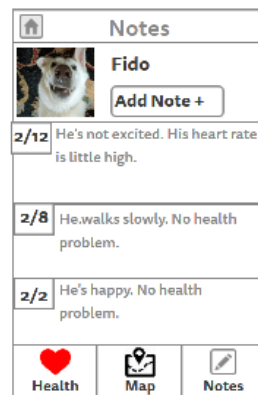 Notes
Fido
Add Note +
2/12 He's not excited. His heart rate
is little high.
2/8 He.walks slowly. No health
problem.
2/2 He's happy. No health
problem.
Health Map Notes